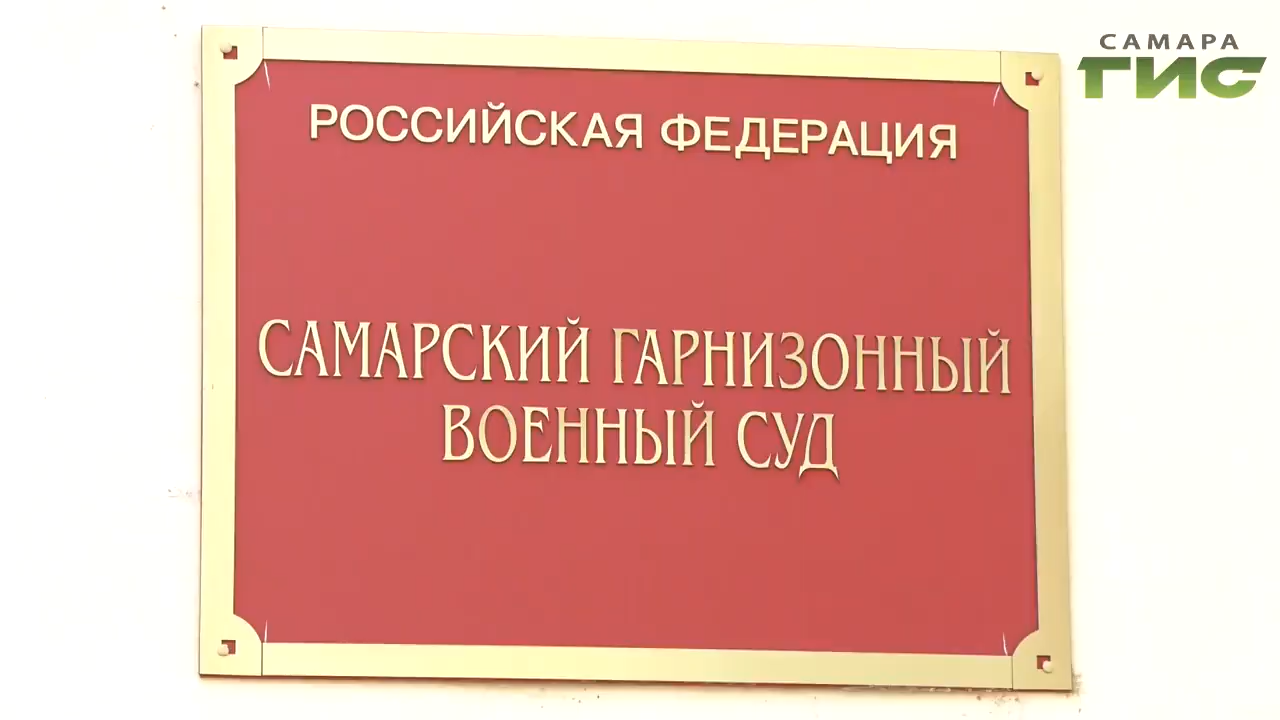 САМАРА
ГИС
РОССИЙСКАЯ ФЕДЕРАЦИЯ
САМАРСКИЙ ГАРНИЗОННЫЙ
ВОЕННЫЙ СУД